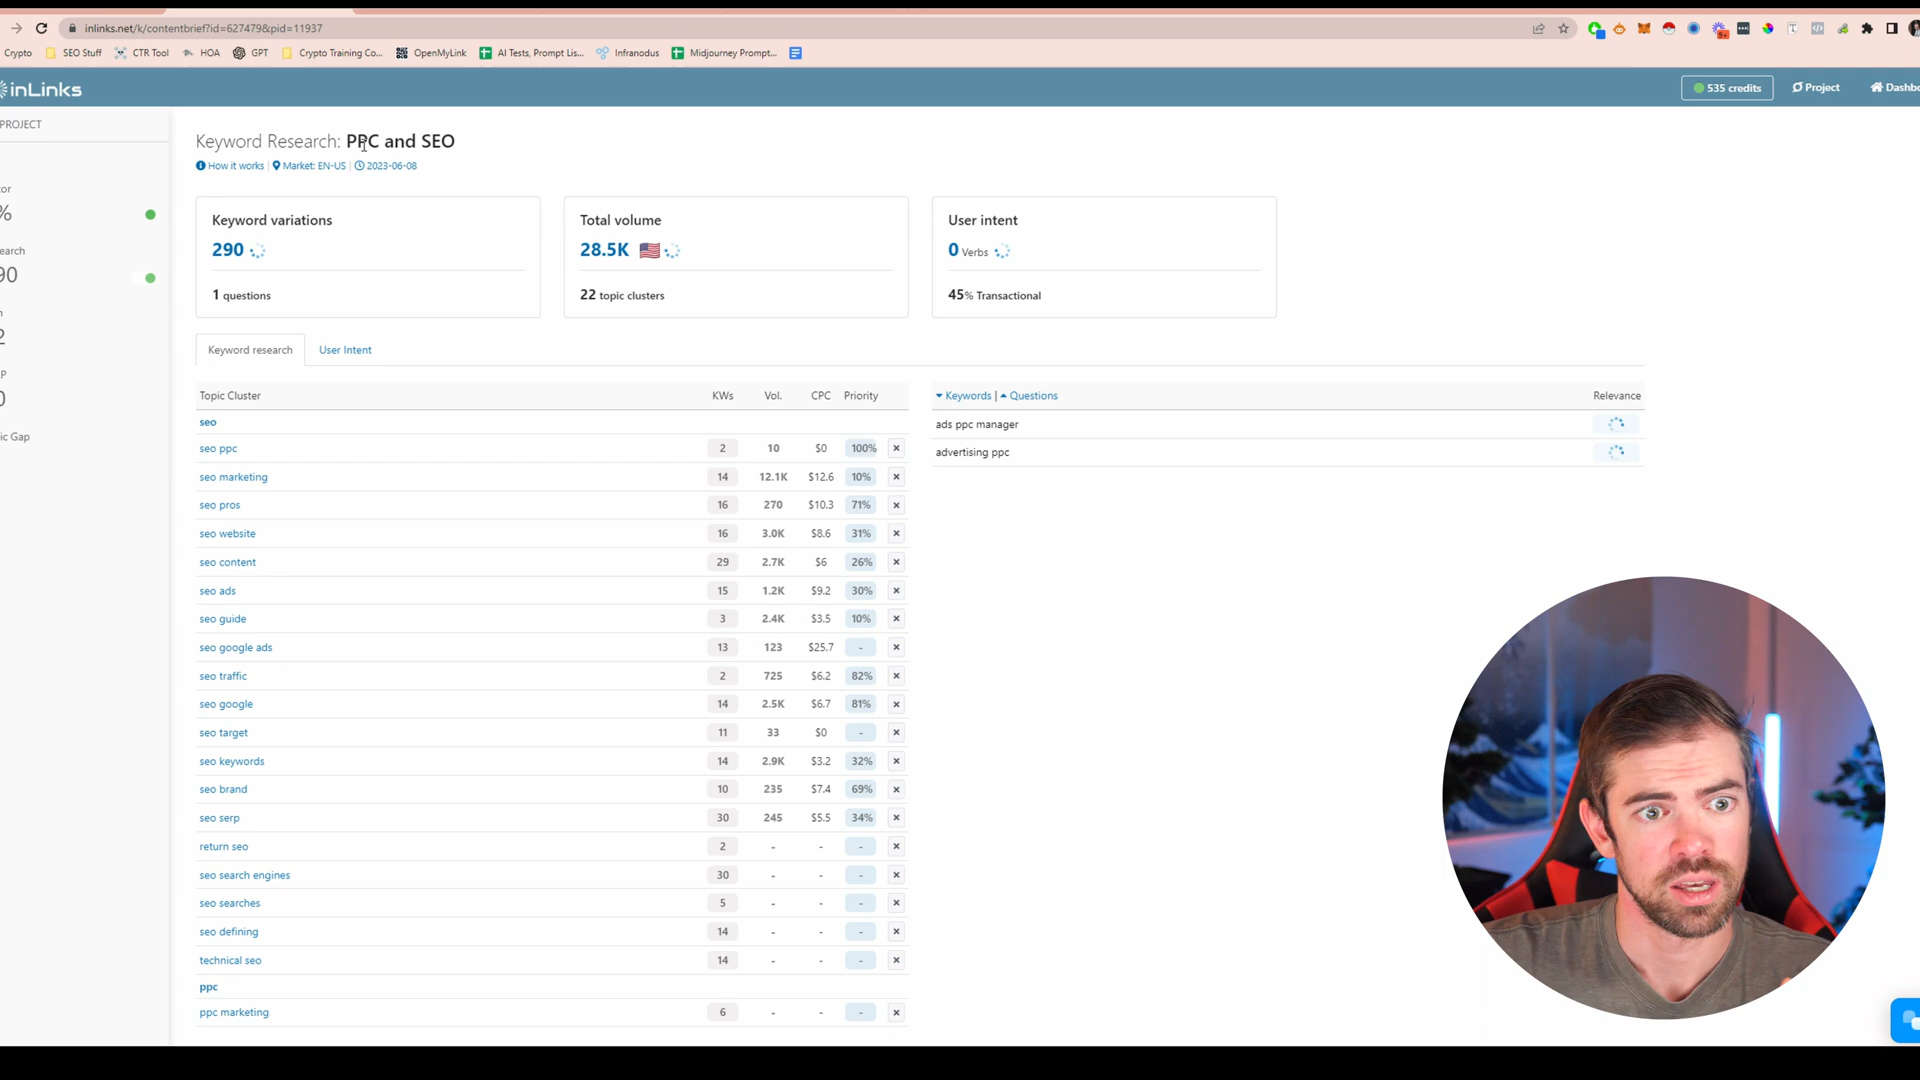 inlinks.net/k/contentbrief?id=627479&pid=11937
Crypto SEO Stuff CTR Tool HOA GPT Crypto Training Co... OpenMyLink AI Tests, Prompt Lis... Infranodus Midjourney Prompt...
inLinks 535 credits Project Dashbo
PROJECT
tor
%
earch
90
n
2
P
0
ic Gap
Keyword Research: PPC and SEO
How it works | Market: EN-US | 2023-06-08
Keyword variations
290
1 questions
Total volume
28.5K
22 topic clusters
User intent
0 Verbs
45% Transactional
Keyword research User Intent
Topic Cluster KWs Vol. CPC Priority
seo
seo ppc 2 10 $0 100% ×
seo marketing 14 12.1K $12.6 10% ×
seo pros 16 270 $10.3 71% ×
seo website 16 3.0K $8.6 31% ×
seo content 29 2.7K $6 26% ×
seo ads 15 1.2K $9.2 30% ×
seo guide 3 2.4K $3.5 10% ×
seo google ads 13 123 $25.7 - ×
seo traffic 2 725 $6.2 82% ×
seo google 14 2.5K $6.7 81% ×
seo target 11 33 $0 - ×
seo keywords 14 2.9K $3.2 32% ×
seo brand 10 235 $7.4 69% ×
seo serp 30 245 $5.5 34% ×
return seo 2 - - - ×
seo search engines 30 - - - ×
seo searches 5 - - - ×
seo defining 14 - - - ×
technical seo 14 - - - ×
ppc
ppc marketing 6 - - - ×
Keywords | Questions Relevance
ads ppc manager
advertising ppc